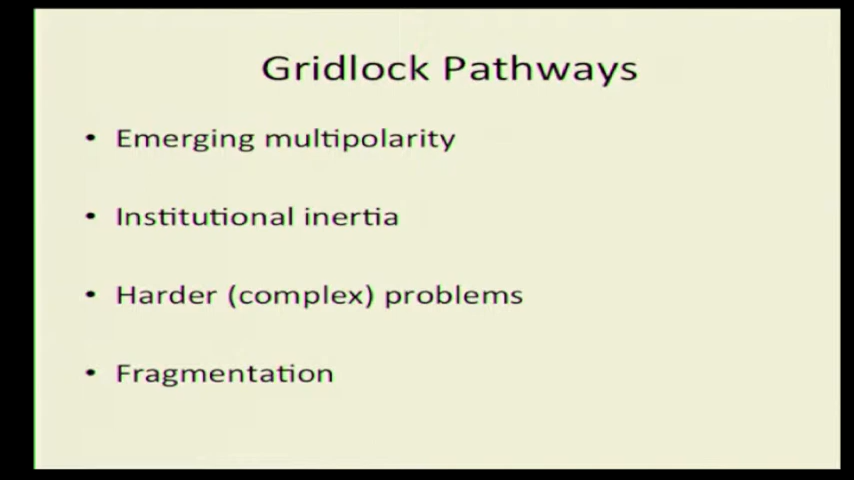 Gridlock Pathways
• Emerging multipolarity
• Institutional inertia
• Harder (complex) problems
• Fragmentation